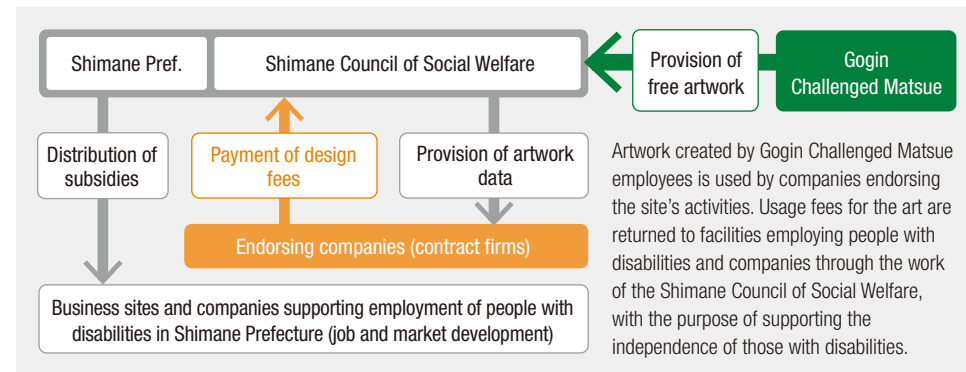 Shimane Pref.
Shimane Council of Social Welfare
Provision of
free artwork
Gogin
Challenged Matsue
Distribution of
subsidies
Payment of design
fees
Provision of artwork
data
Endorsing companies (contract firms)
Business sites and companies supporting employment of people with
disabilities in Shimane Prefecture (job and market development)
Artwork created by Gogin Challenged Matsue
employees is used by companies endorsing
the site's activities. Usage fees for the art are
returned to facilities employing people with
disabilities and companies through the work
of the Shimane Council of Social Welfare,
with the purpose of supporting the
independence of those with disabilities.